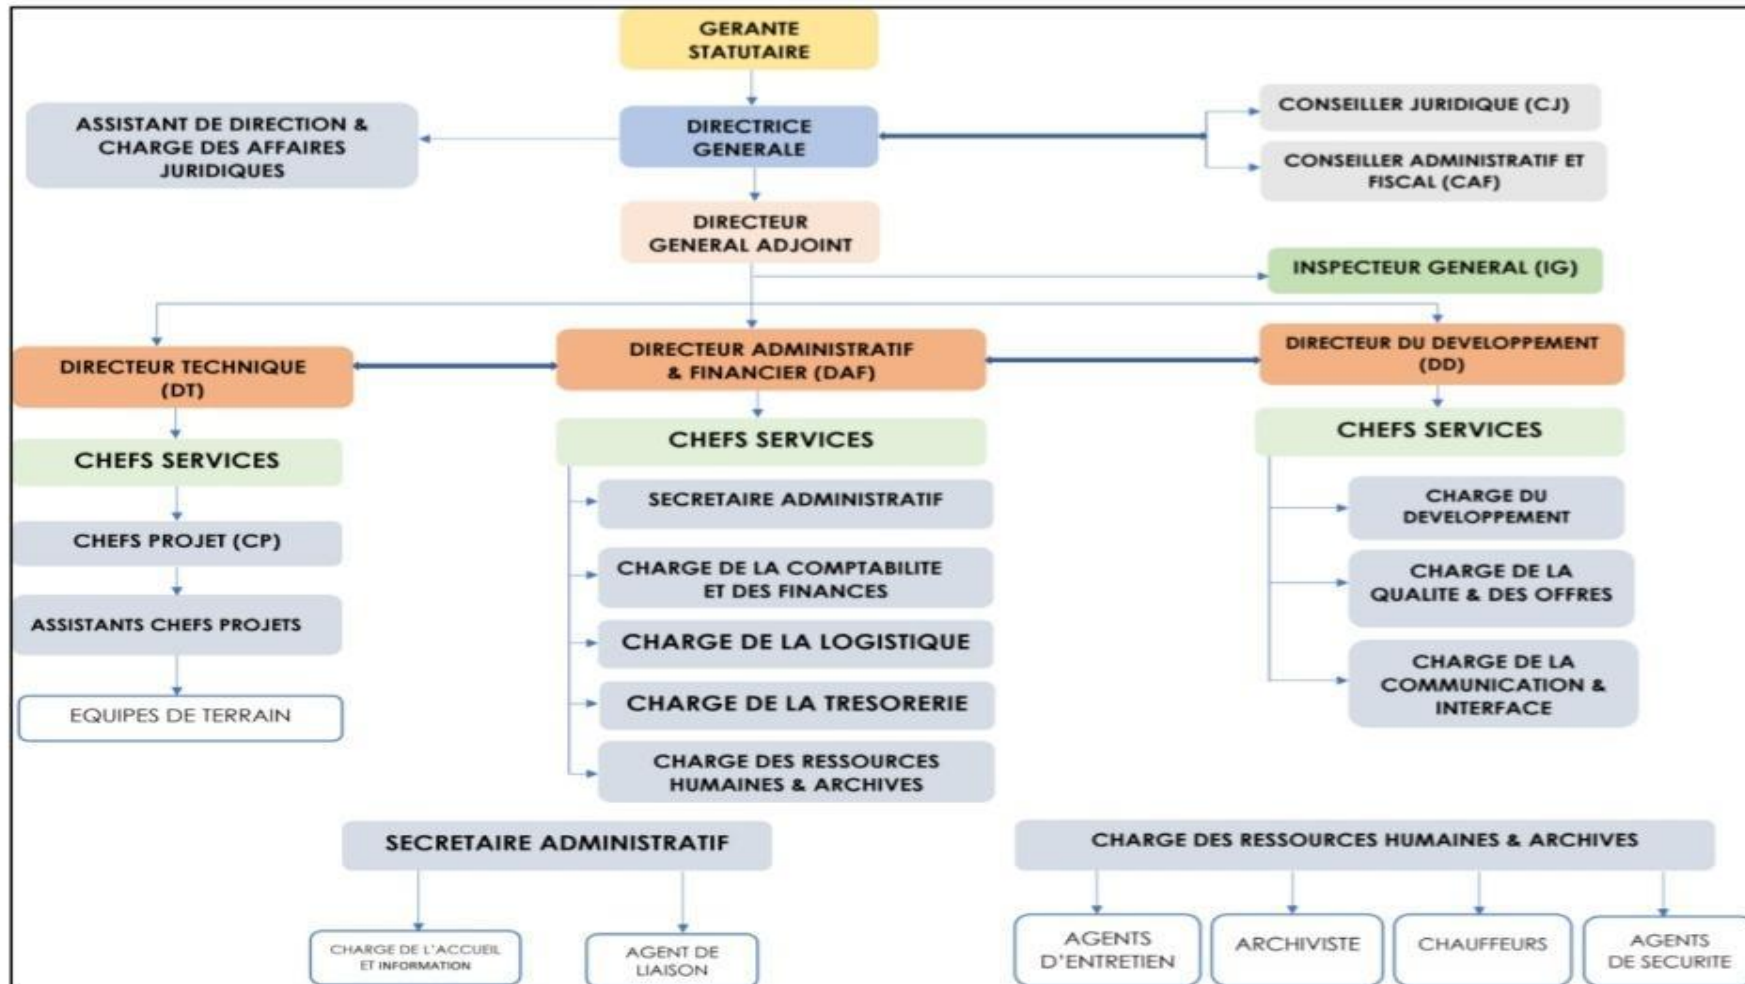 GERANTE
STATUTAIRE
ASSISTANT DE DIRECTION &
CHARGE DES AFFAIRES
JURIDIQUES
DIRECTRICE
GENERALE
CONSEILLER JURIDIQUE (CJ)
CONSEILLER ADMINISTRATIF ET
FISCAL (CAF)
DIRECTEUR
GENERAL ADJOINT
INSPECTEUR GENERAL (IG)
DIRECTEUR TECHNIQUE
(DT)
DIRECTEUR ADMINISTRATIF
& FINANCIER (DAF)
DIRECTEUR DU DEVELOPPEMENT
(DD)
CHEFS SERVICES
CHEFS PROJET (CP)
ASSISTANTS CHEFS PROJETS
EQUIPES DE TERRAIN
CHEFS SERVICES
SECRETAIRE ADMINISTRATIF
CHARGE DE LA COMPTABILITE
ET DES FINANCES
CHARGE DE LA LOGISTIQUE
CHARGE DE LA TRESORERIE
CHARGE DES RESSOURCES
HUMAINES & ARCHIVES
CHEFS SERVICES
CHARGE DU
DEVELOPPEMENT
CHARGE DE LA
QUALITE & DES OFFRES
CHARGE DE LA
COMMUNICATION &
INTERFACE
SECRETAIRE ADMINISTRATIF
CHARGE DE L'ACCUEIL
ET INFORMATION
AGENT DE
LIAISON
CHARGE DES RESSOURCES HUMAINES & ARCHIVES
AGENTS
D'ENTRETIEN
ARCHIVISTE
CHAUFFEURS
AGENTS
DE SECURITE